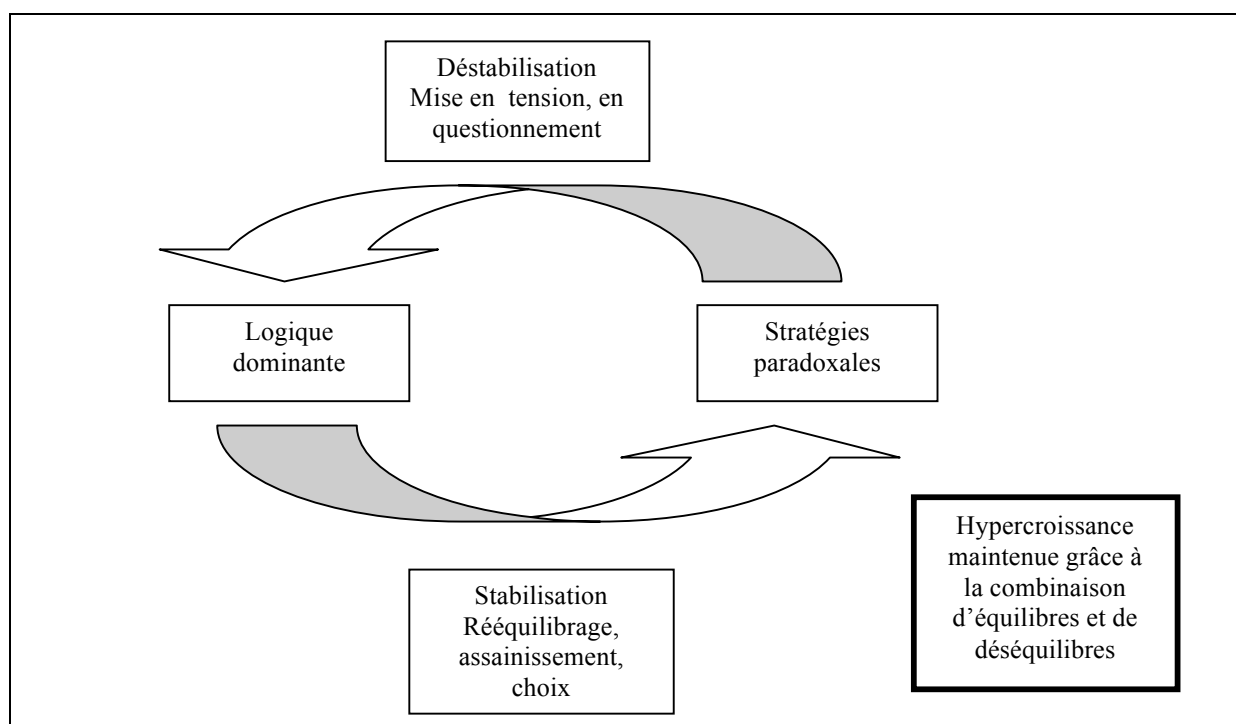 Déstabilisation
Mise en  tension, en
questionnement
Logique
dominante
Stratégies
paradoxales
Stabilisation
Rééquilibrage,
assainissement,
choix
Hypercroissance
maintenue grâce à
la combinaison
d’équilibres et de
déséquilibres